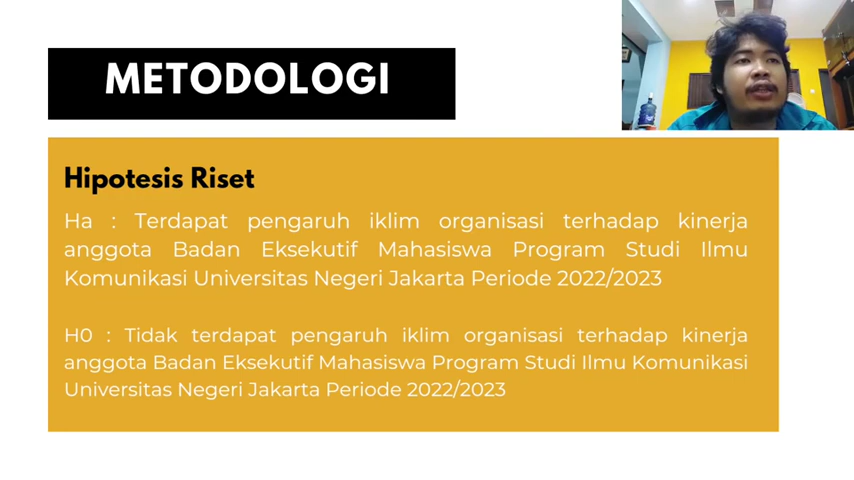 METODOLOGI
Hipotesis Riset
Ha : Terdapat pengaruh iklim organisasi terhadap kinerja
anggota Badan Eksekutif Mahasiswa Program Studi Ilmu
Komunikasi Universitas Negeri Jakarta Periode 2022/2023
H0 : Tidak terdapat pengaruh iklim organisasi terhadap kinerja
anggota Badan Eksekutif Mahasiswa Program Studi Ilmu Komunikasi
Universitas Negeri Jakarta Periode 2022/2023